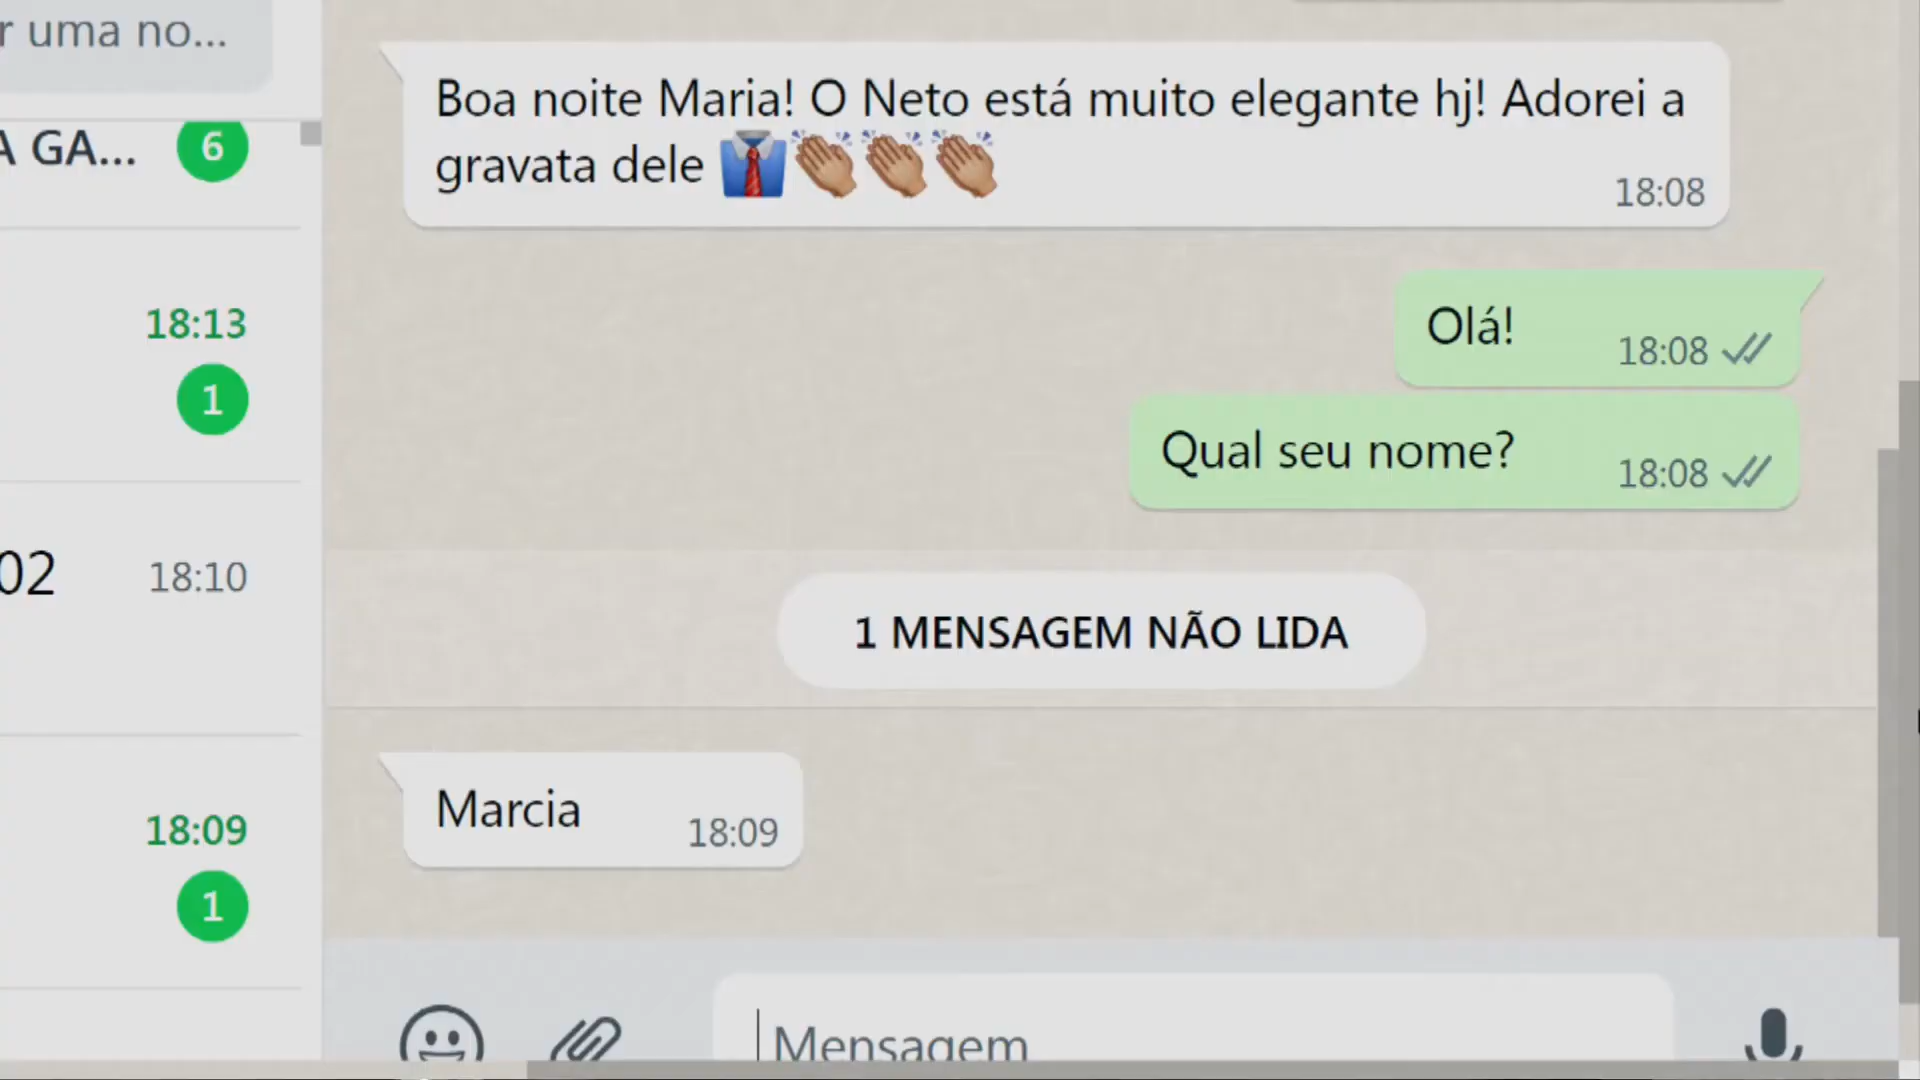 r uma no...
A GA...
6
18:13
1
02
18:10
18:09
1
Boa noite Maria! O Neto está muito elegante hj! Adorei a
gravata dele 👔👏🏽👏🏽👏🏽
18:08
Olá!
18:08
Qual seu nome?
18:08
1 MENSAGEM NÃO LIDA
Marcia
18:09
Mensagem